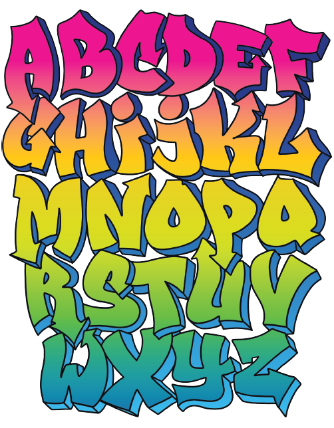 ABCDEF
GHijKL
MNOPQ
RSTUV
WXYZ